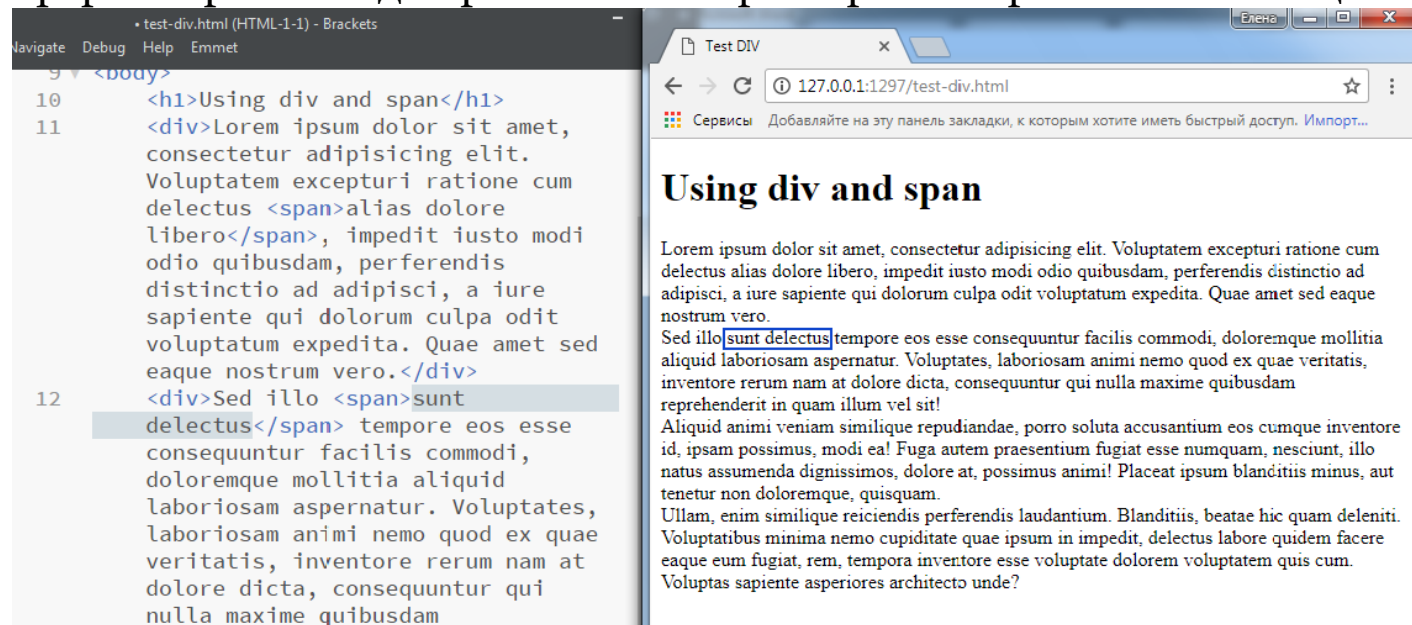 • test-div.html (HTML-1-1) - Brackets
Navigate Debug Help Emmet
9 <body>
10 <h1>Using div and span</h1>
11 <div>Lorem ipsum dolor sit amet,
consectetur adipisicing elit.
Voluptatem excepturi ratione cum
delectus <span>alias dolore
libero</span>, impedit iusto modi
odio quibusdam, perferendis
distinctio ad adipisci, a iure
sapiente qui dolorum culpa odit
voluptatum expedita. Quae amet sed
eaque nostrum vero.</div>
12 <div>Sed illo <span>sunt
delectus</span> tempore eos esse
consequuntur facilis commodi,
doloremque mollitia aliquid
laboriosam aspernatur. Voluptates,
laboriosam animi nemo quod ex quae
veritatis, inventore rerum nam at
dolore dicta, consequuntur qui
nulla maxime quibusdam
Елена
Test DIV
127.0.0.1:1297/test-div.html
Сервисы Добавляйте на эту панель закладки, к которым хотите иметь быстрый доступ. Импорт...
Using div and span
Lorem ipsum dolor sit amet, consectetur adipisicing elit. Voluptatem excepturi ratione cum
delectus alias dolore libero, impedit iusto modi odio quibusdam, perferendis distinctio ad
adipisci, a iure sapiente qui dolorum culpa odit voluptatum expedita. Quae amet sed eaque
nostrum vero.
Sed illo sunt delectus tempore eos esse consequuntur facilis commodi, doloremque mollitia
aliquid laboriosam aspernatur. Voluptates, laboriosam animi nemo quod ex quae veritatis,
inventore rerum nam at dolore dicta, consequuntur qui nulla maxime quibusdam
reprehenderit in quam illum vel sit!
Aliquid animi veniam similique repudiandae, porro soluta accusantium eos cumque inventore
id, ipsam possimus, modi ea! Fuga autem praesentium fugiat esse numquam, nesciunt, illo
natus assumenda dignissimos, dolore at, possimus animi! Placeat ipsum blanditiis minus, aut
tenetur non doloremque, quisquam.
Ullam, enim similique reiciendis perferendis laudantium. Blanditiis, beatae hic quam deleniti.
Voluptatibus minima nemo cupiditate quae ipsum in impedit, delectus labore quidem facere
eaque eum fugiat, rem, tempora inventore esse voluptate dolorem voluptatem quis cum.
Voluptas sapiente asperiores architecto unde?